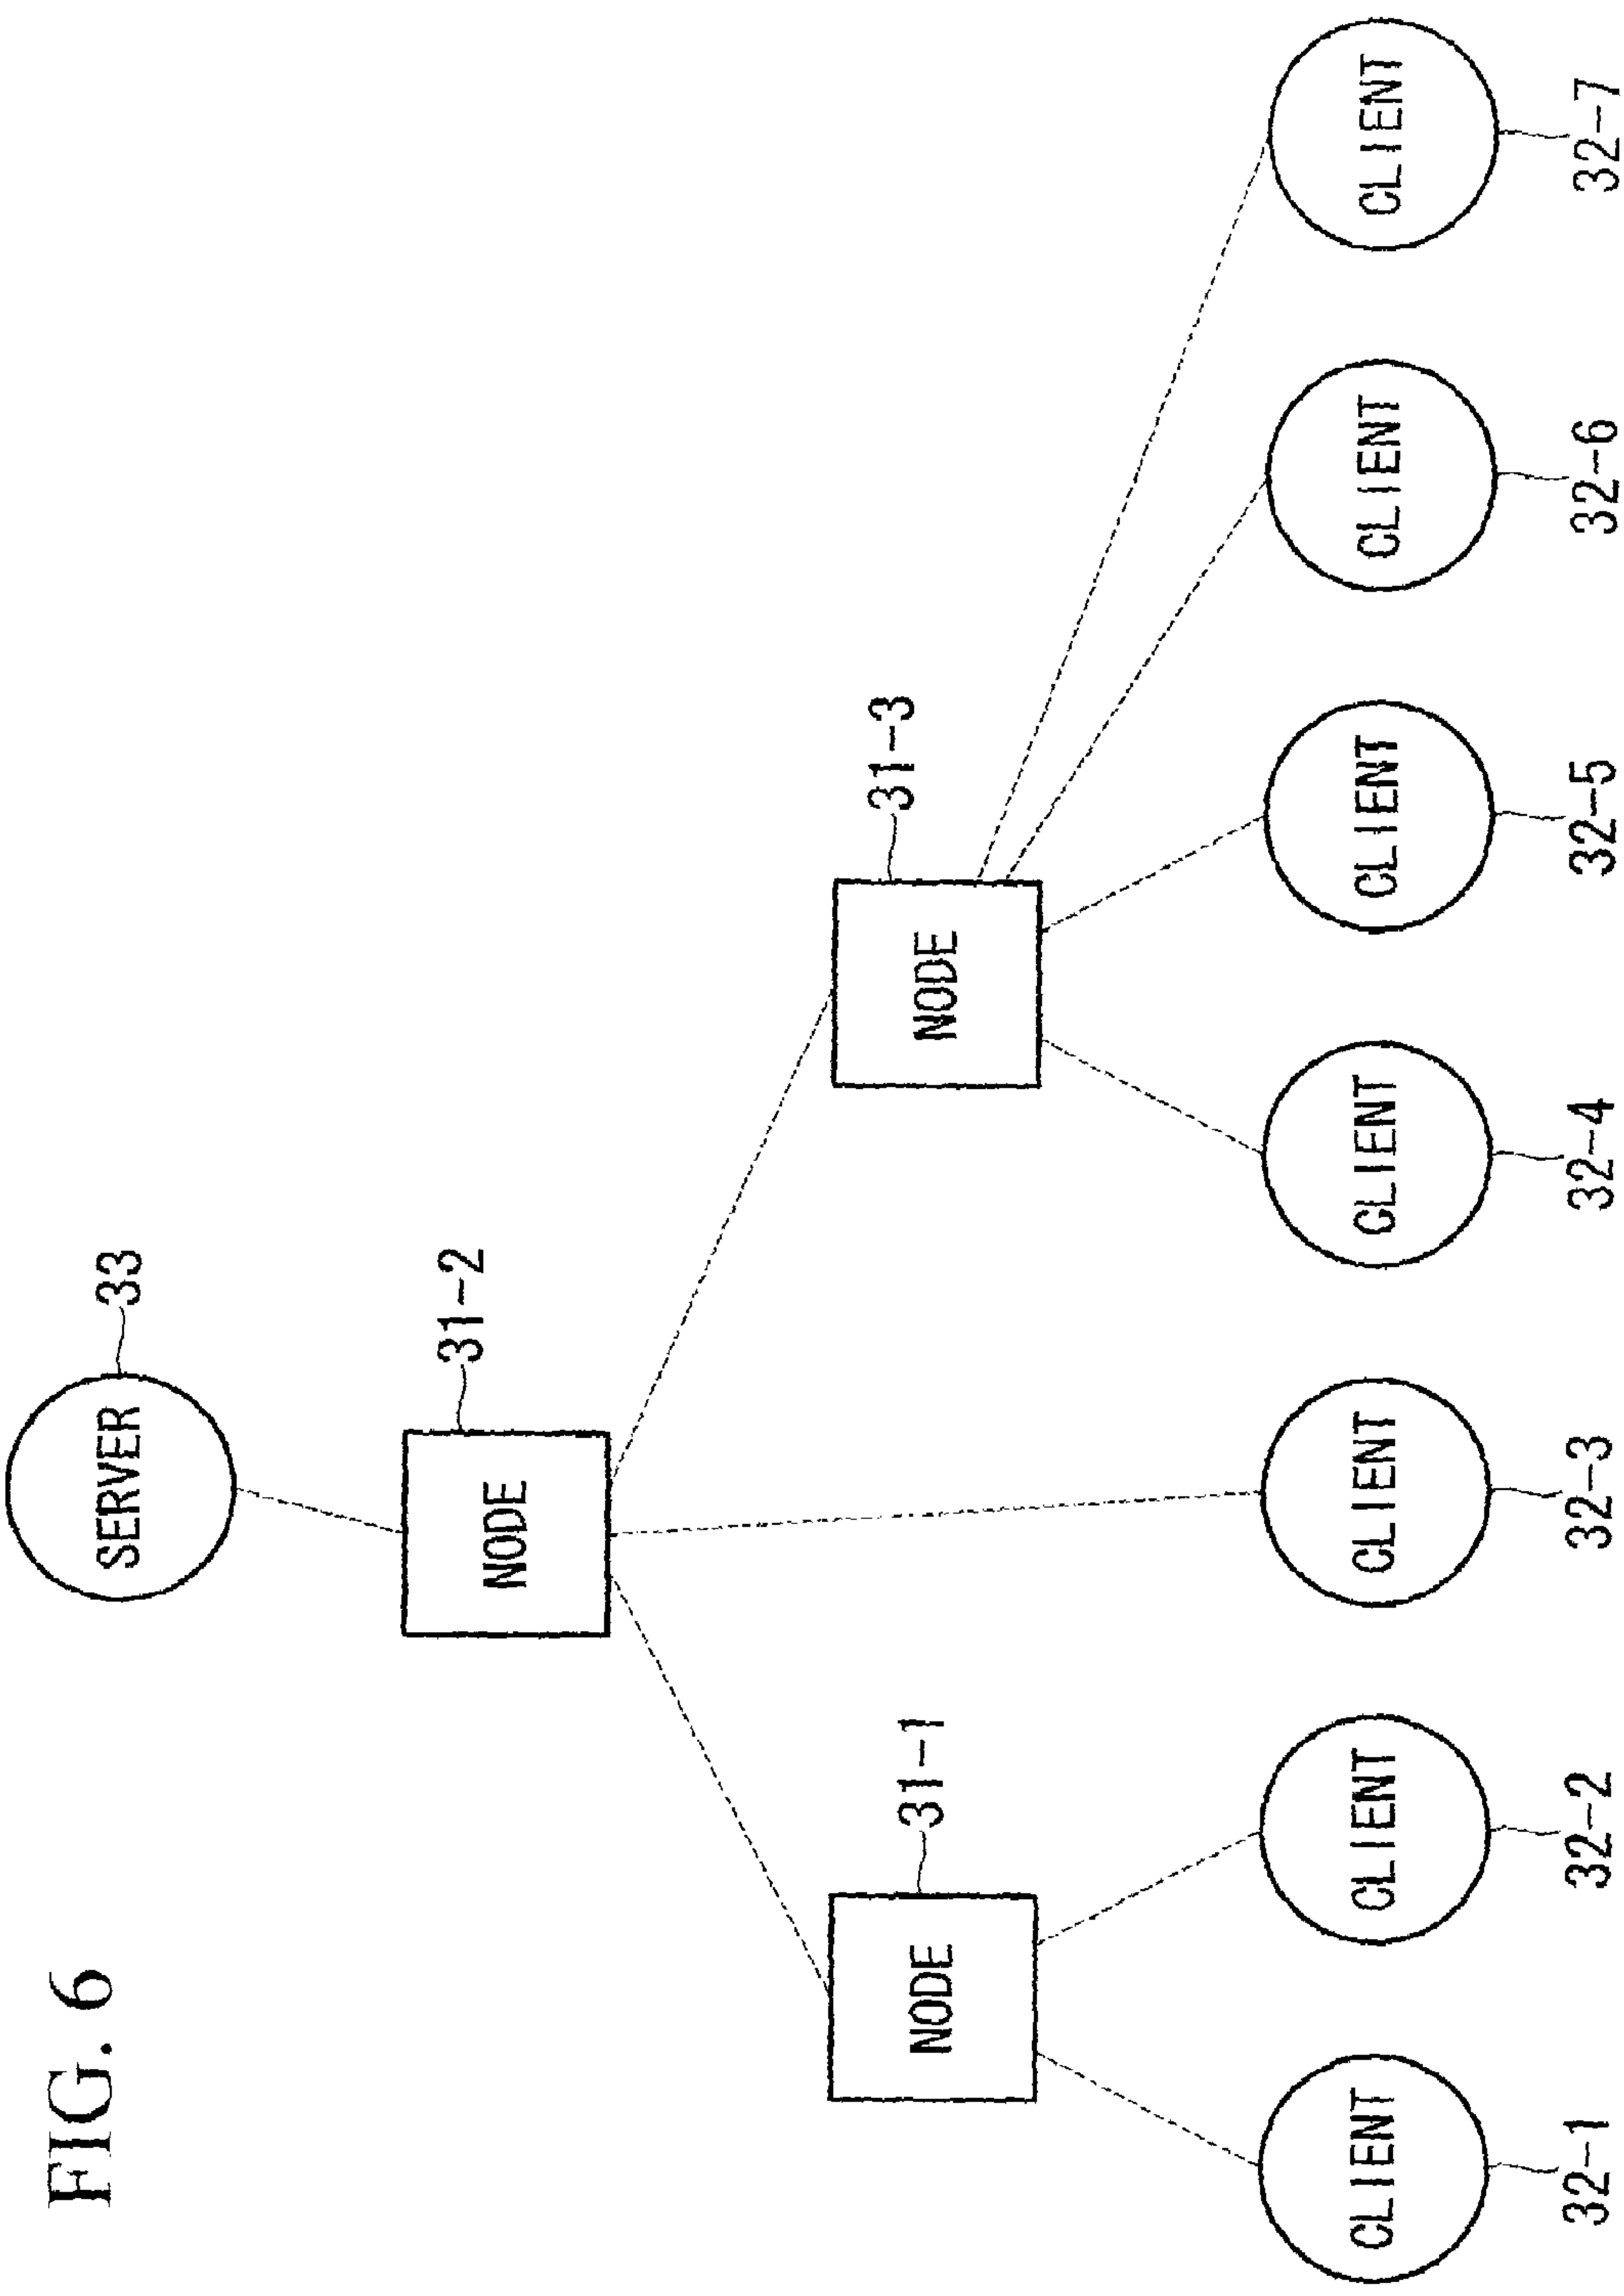 FIG. 6
SERVER
33
NODE
31-2
NODE
31-1
NODE
31-3
CLIENT
CLIENT
CLIENT
CLIENT
CLIENT
CLIENT
CLIENT
32-1
32-2
32-3
32-4
32-5
32-6
32-7